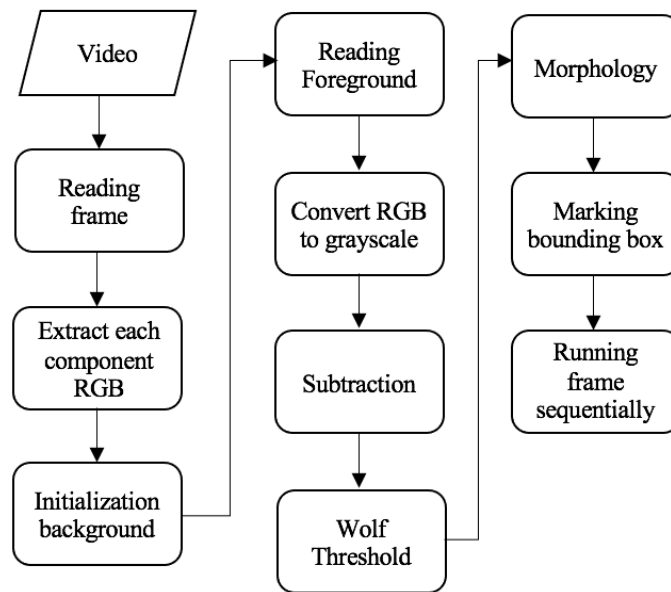 Video
Reading
frame
Extract each
component
RGB
Initialization
background
Reading
Foreground
Convert RGB
to grayscale
Subtraction
Wolf
Threshold
Morphology
Marking
bounding box
Running
frame
sequentially